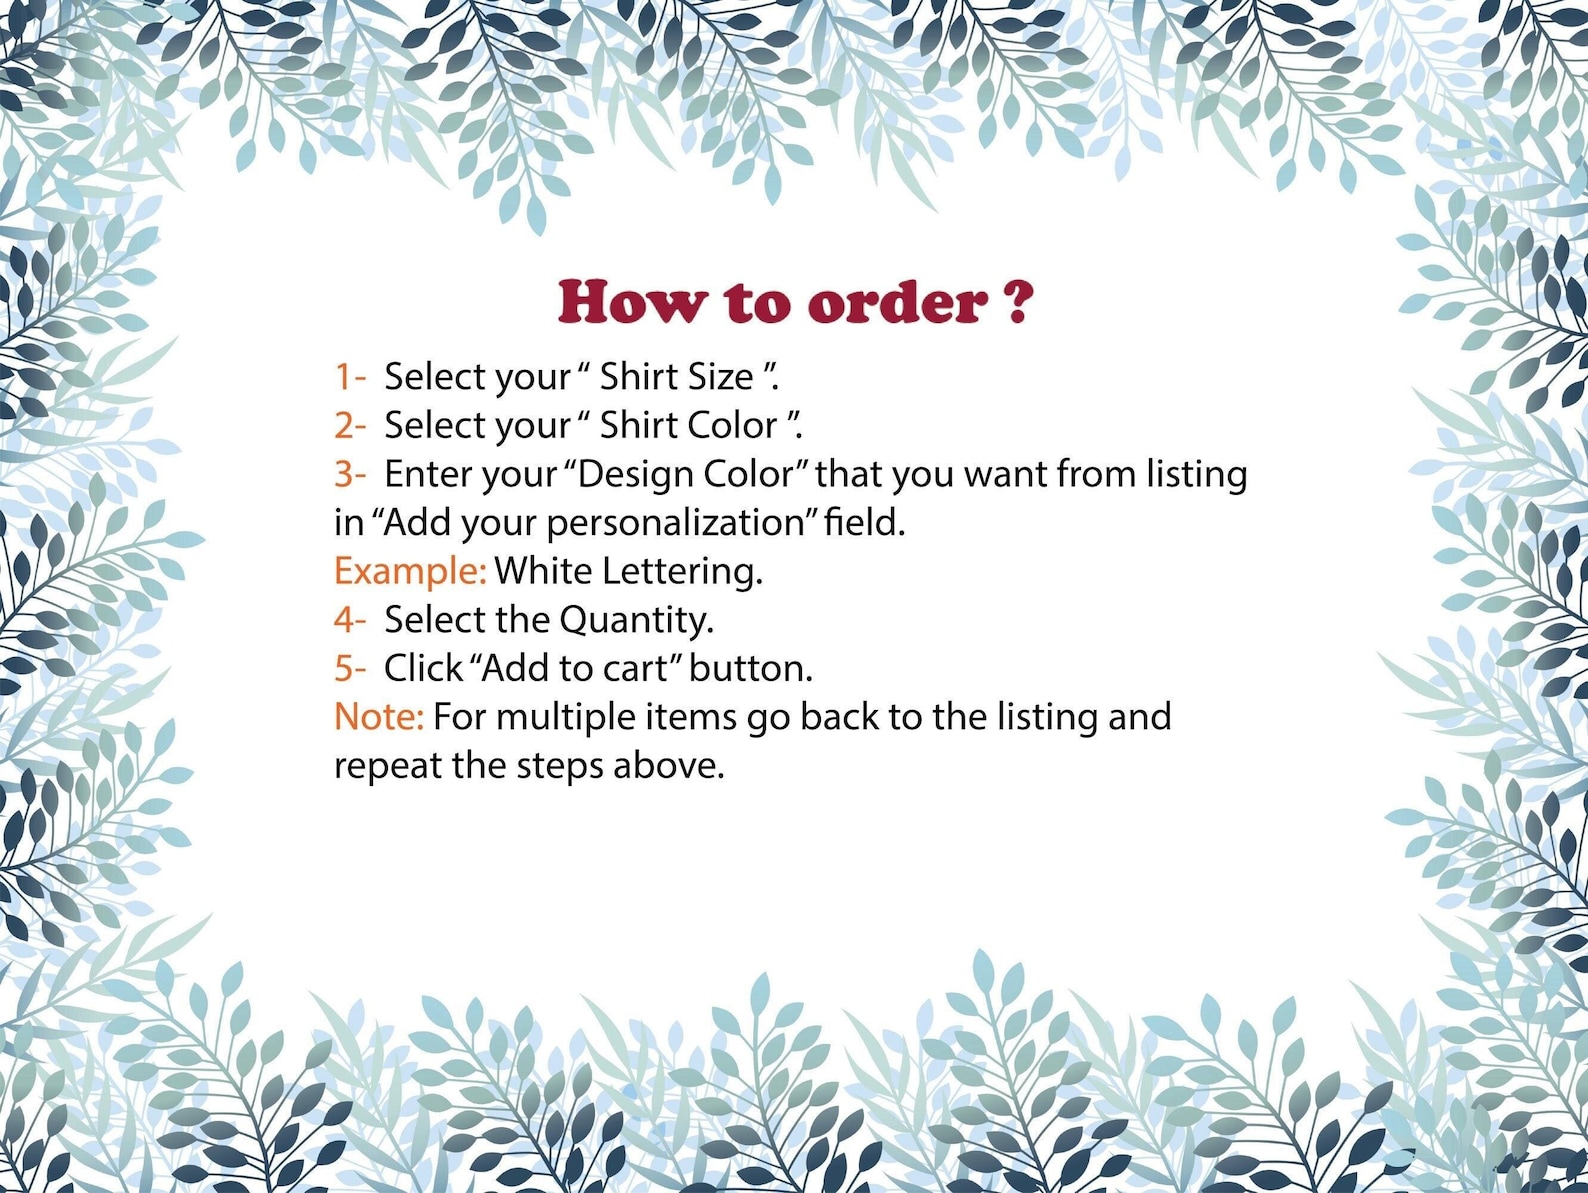 How to order ?
1- Select your “ Shirt Size ”.
2- Select your “ Shirt Color ”.
3- Enter your “Design Color” that you want from listing
in “Add your personalization” field.
Example: White Lettering.
4- Select the Quantity.
5- Click “Add to cart” button.
Note: For multiple items go back to the listing and
repeat the steps above.